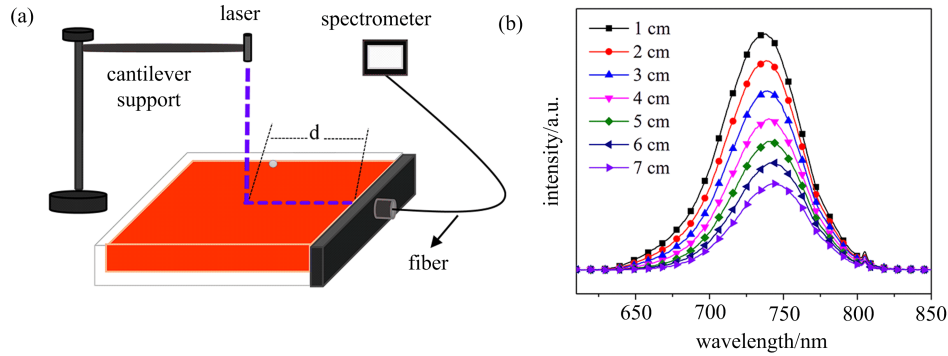 (a)
laser
spectrometer
cantilever
support
d
fiber
(b)
1 cm
2 cm
3 cm
4 cm
5 cm
6 cm
7 cm
intensity/a.u.
650 700 750 800 850
wavelength/nm